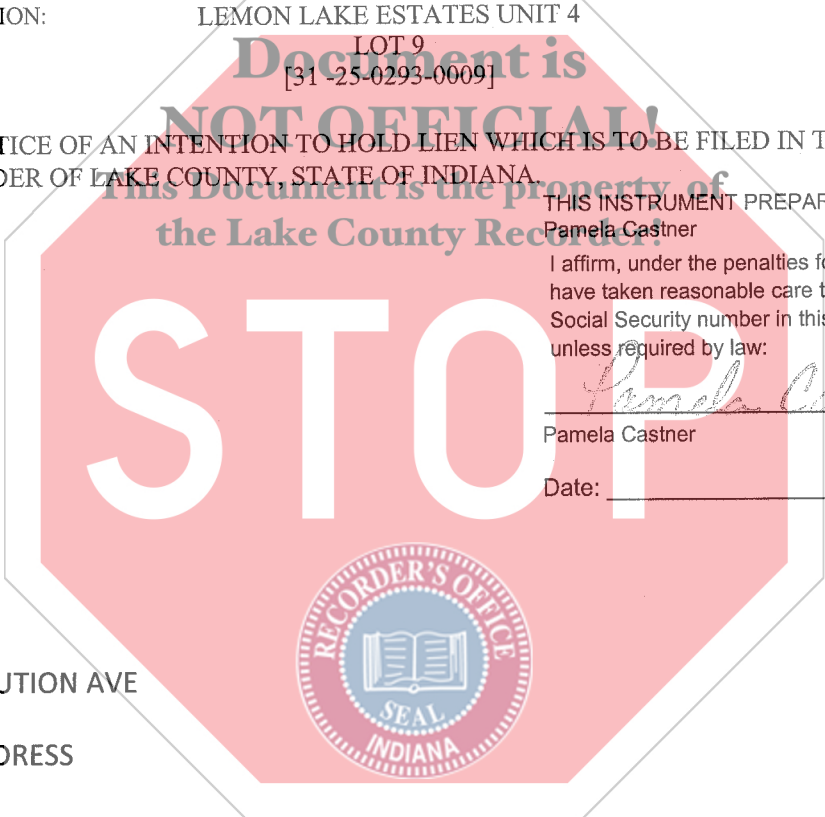 ION: LEMON LAKE ESTATES UNIT 4
LOT 9
Document is
[31 -25-0293-0009]
NOT OFFICIAL!
TICE OF AN INTENTION TO HOLD LIEN WHICH IS TO BE FILED IN T
DER OF LAKE COUNTY, STATE OF INDIANA.
This Document is the property of
the Lake County Recorder!
THIS INSTRUMENT PREPAR
Pamela Castner
I affirm, under the penalties fo
have taken reasonable care t
Social Security number in this
unless required by law:
STOP
Pamela C
Pamela Castner
Date:
RECORDER'S OFFICE
SEAL
INDIANA
UTION AVE
DRESS